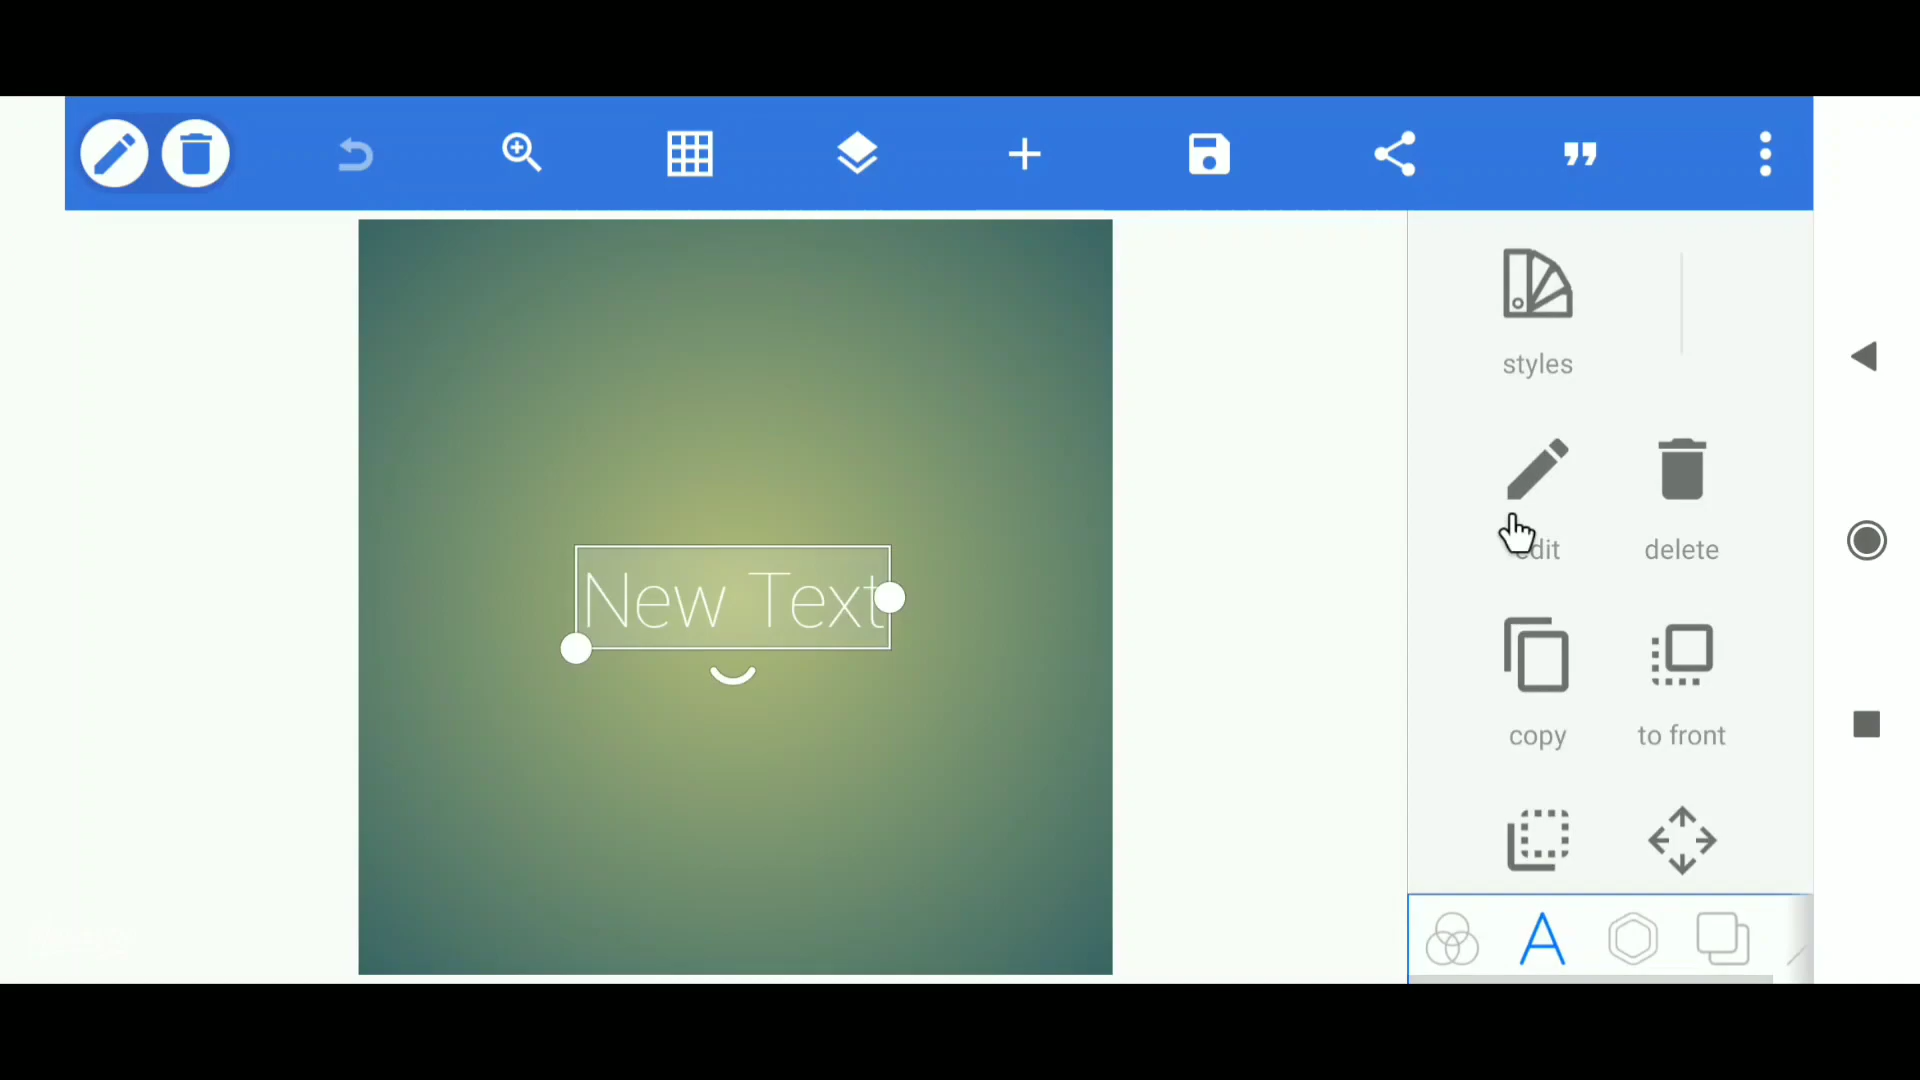 styles
New Text
edit
delete
copy
to front